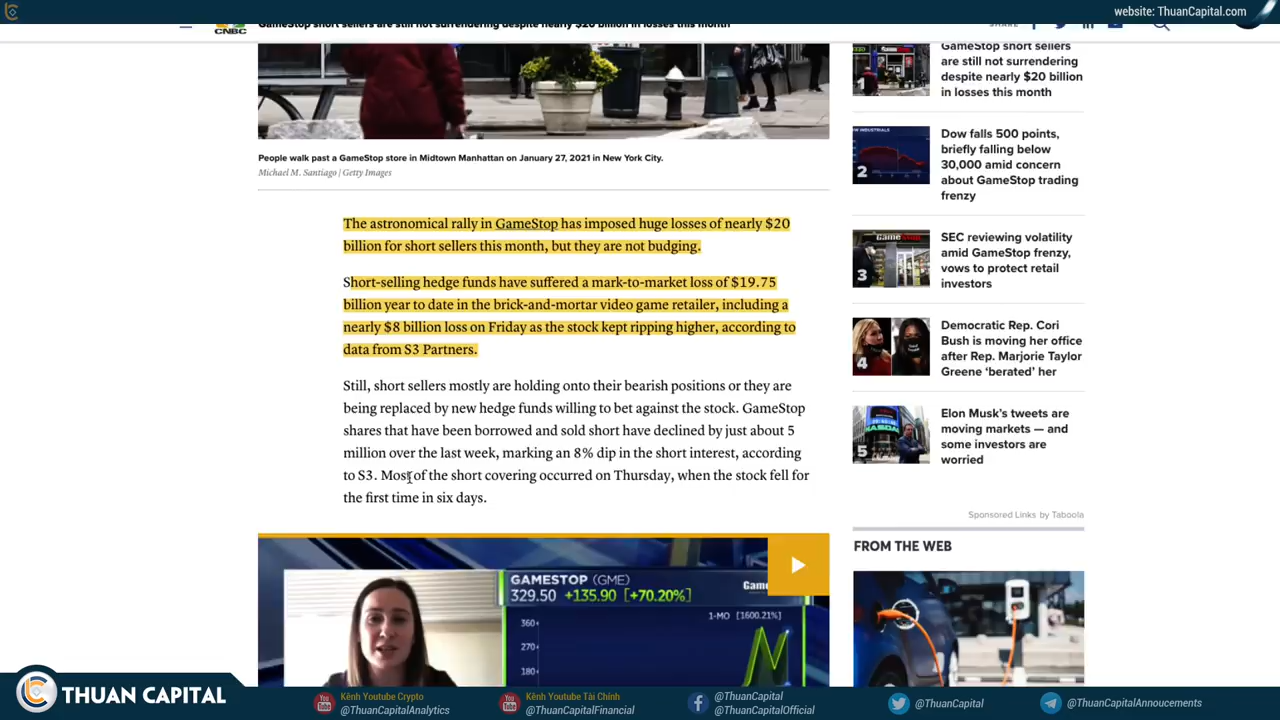 website: ThuanCapital.com
CNBC
GameStop short sellers are still not surrendering despite nearly $20 billion in losses this month
SHARE
People walk past a GameStop store in Midtown Manhattan on January 27, 2021 in New York City.
Michael M. Santiago | Getty Images
The astronomical rally in GameStop has imposed huge losses of nearly $20
billion for short sellers this month, but they are not budging.
Short-selling hedge funds have suffered a mark-to-market loss of $19.75
billion year to date in the brick-and-mortar video game retailer, including a
nearly $8 billion loss on Friday as the stock kept ripping higher, according to
data from S3 Partners.
Still, short sellers mostly are holding onto their bearish positions or they are
being replaced by new hedge funds willing to bet against the stock. GameStop
shares that have been borrowed and sold short have declined by just about 5
million over the last week, marking an 8% dip in the short interest, according
to S3. Most of the short covering occurred on Thursday, when the stock fell for
the first time in six days.
GAMESTOP (GME)
329.50 +135.90 [+70.20%]
1-MO [1600.21%]
360
270
180
1
GameStop short sellers
are still not surrendering
despite nearly $20 billion
in losses this month
2
Dow falls 500 points,
briefly falling below
30,000 amid concern
about GameStop trading
frenzy
3
SEC reviewing volatility
amid GameStop frenzy,
vows to protect retail
investors
4
Democratic Rep. Cori
Bush is moving her office
after Rep. Marjorie Taylor
Greene ‘berated’ her
5
Elon Musk’s tweets are
moving markets — and
some investors are
worried
Sponsored Links by Taboola
FROM THE WEB
THUAN CAPITAL
Kênh Youtube Crypto
@ThuanCapitalAnalytics
Kênh Youtube Tài Chính
@ThuanCapitalFinancial
@ThuanCapital
@ThuanCapitalOfficial
@ThuanCapital
@ThuanCapitalAnnoucements